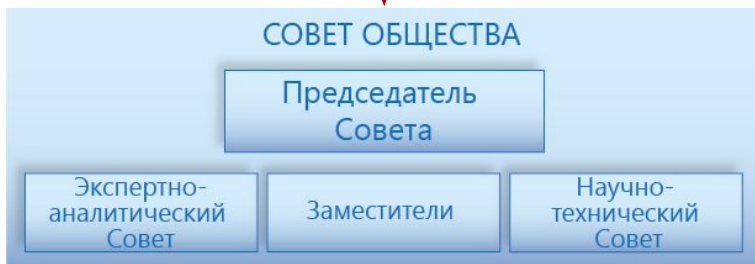 СОВЕТ ОБЩЕСТВА
Председатель
Совета
Экспертно-
аналитический
Совет
Заместители
Научно-
технический
Совет